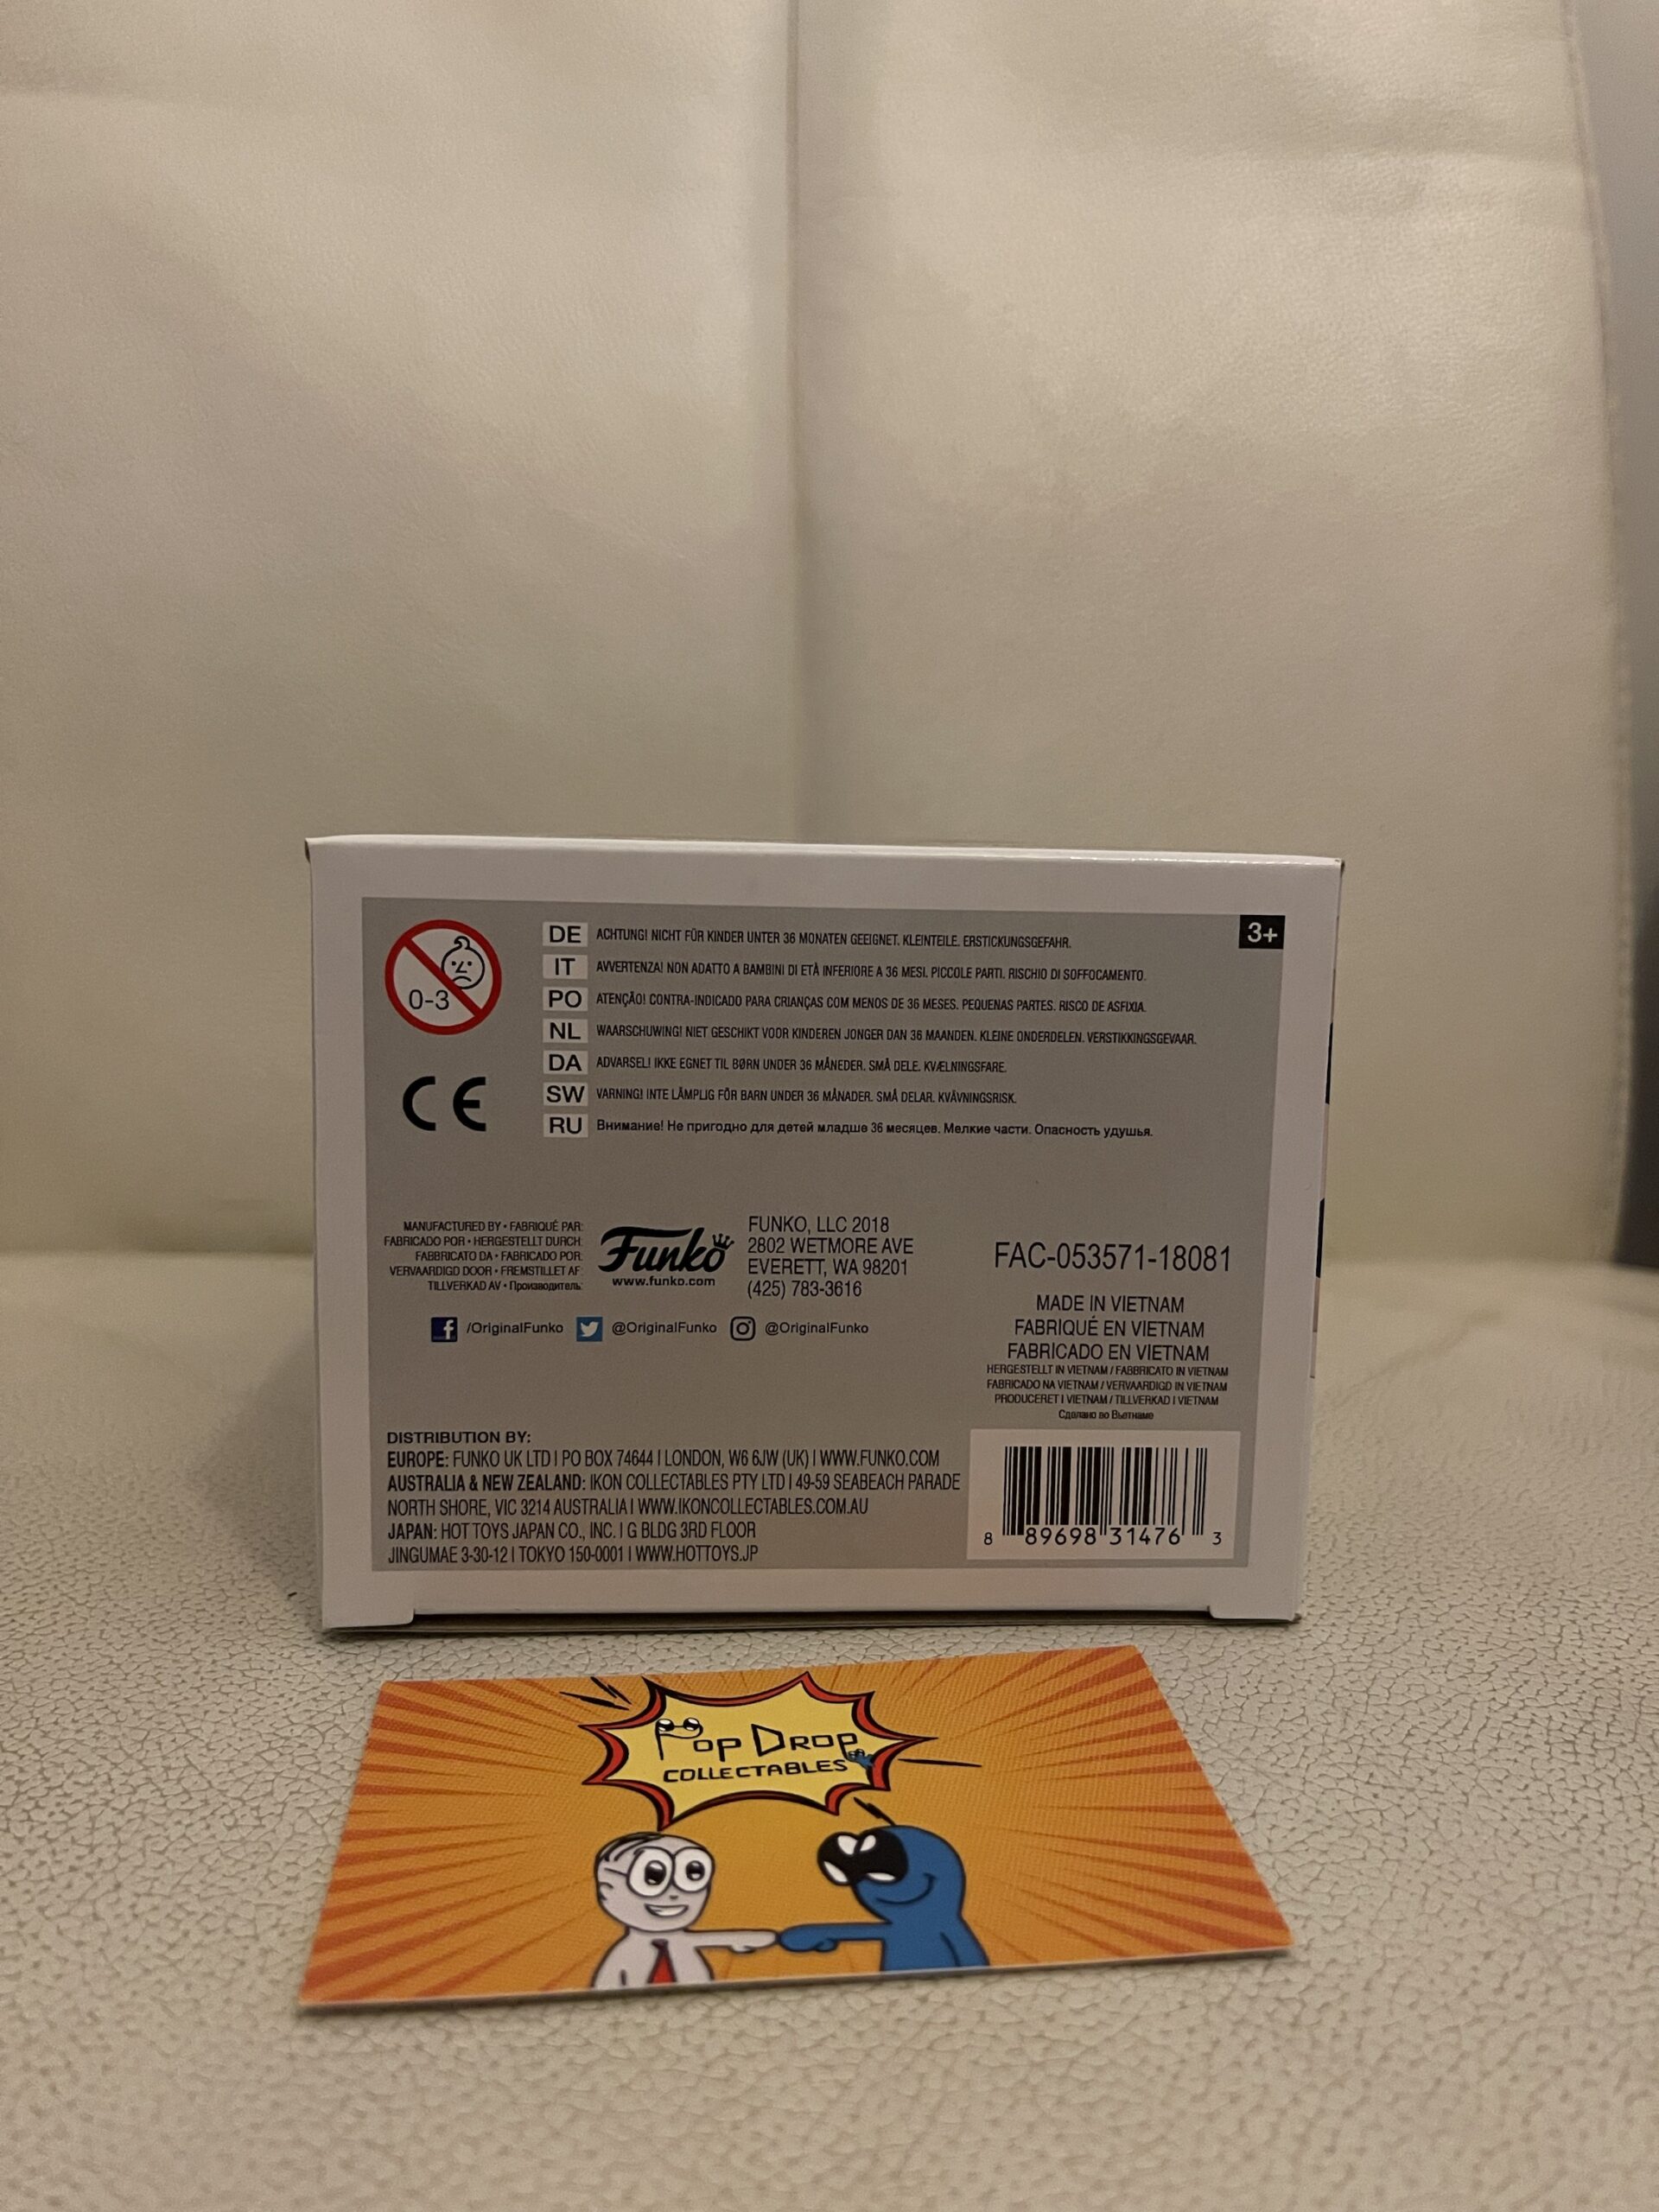 3+
0-3
DE ACHTUNG! NICHT FÜR KINDER UNTER 36 MONATEN GEEIGNET. KLEINTEILE. ERSTICKUNGSGEFAHR.
IT AVVERTENZA! NON ADATTO A BAMBINI DI ETÀ INFERIORE A 36 MESI. PICCOLE PARTI. RISCHIO DI SOFFOCAMENTO.
PO ATENÇÃO! CONTRA-INDICADO PARA CRIANÇAS COM MENOS DE 36 MESES. PEQUENAS PARTES. RISCO DE ASFIXIA.
NL WAARSCHUWING! NIET GESCHIKT VOOR KINDEREN JONGER DAN 36 MAANDEN. KLEINE ONDERDELEN. VERSTIKKINGSGEVAAR.
DA ADVARSEL! IKKE EGNET TIL BØRN UNDER 36 MÅNEDER. SMÅ DELE. KVÆLNINGSFARE.
SW VARNING! INTE LÄMPLIG FÖR BARN UNDER 36 MÅNADER. SMÅ DELAR. KVÄVNINGSRISK.
RU Внимание! Не пригодно для детей младше 36 месяцев. Мелкие части. Опасность удушья.
CE
MANUFACTURED BY • FABRIQUÉ PAR:
FABRICADO POR • HERGESTELLT DURCH:
FABBRICATO DA • FABRICADO POR:
VERVAARDIGD DOOR • FREMSTILLET AF:
TILLVERKAD AV • Производитель:
Funko
www.funko.com
FUNKO, LLC 2018
2802 WETMORE AVE
EVERETT, WA 98201
(425) 783-3616
/OriginalFunko @OriginalFunko @OriginalFunko
FAC-053571-18081
MADE IN VIETNAM
FABRIQUÉ EN VIETNAM
FABRICADO EN VIETNAM
HERGESTELLT IN VIETNAM / FABBRICATO IN VIETNAM
FABRICADO NA VIETNAM / VERVAARDIGD IN VIETNAM
PRODUCERET I VIETNAM / TILLVERKAD I VIETNAM
Сделано во Вьетнаме
DISTRIBUTION BY:
EUROPE: FUNKO UK LTD | PO BOX 74644 | LONDON, W6 6JW (UK) | WWW.FUNKO.COM
AUSTRALIA & NEW ZEALAND: IKON COLLECTABLES PTY LTD | 49-59 SEABEACH PARADE
NORTH SHORE, VIC 3214 AUSTRALIA | WWW.IKONCOLLECTABLES.COM.AU
JAPAN: HOT TOYS JAPAN CO., INC. | G BLDG 3RD FLOOR
JINGUMAE 3-30-12 | TOKYO 150-0001 | WWW.HOTTOYS.JP
8 89698 31476 3
POP DROP
COLLECTABLES